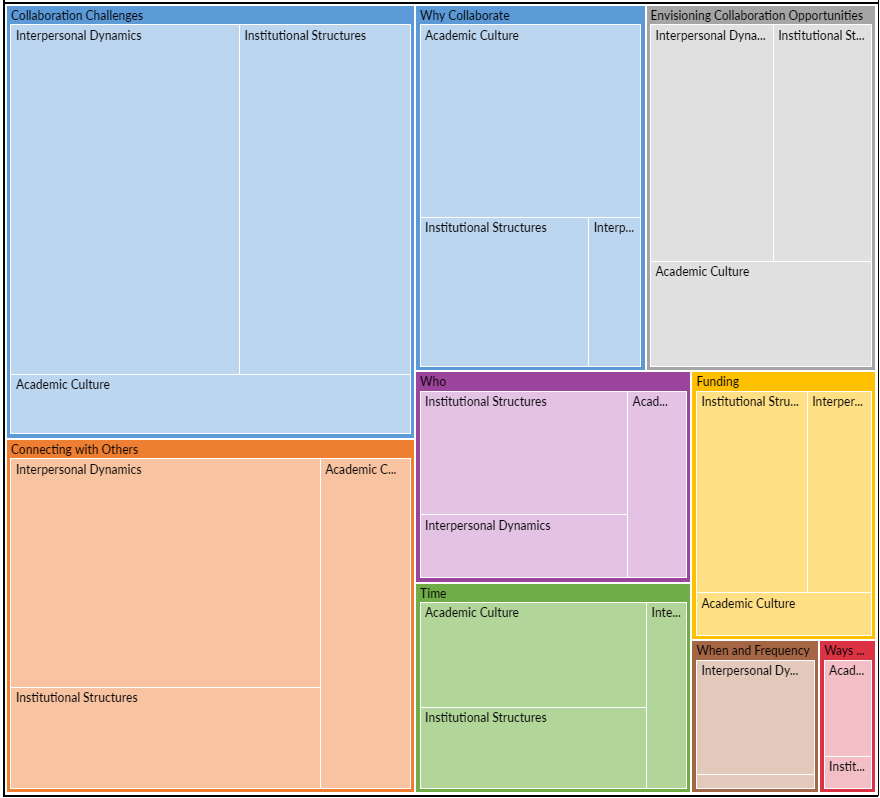 Collaboration Challenges
Interpersonal Dynamics
Institutional Structures
Academic Culture
Connecting with Others
Interpersonal Dynamics
Academic C...
Institutional Structures
Why Collaborate
Academic Culture
Institutional Structures
Interp...
Envisioning Collaboration Opportunities
Interpersonal Dyna...
Institutional St...
Academic Culture
Who
Institutional Structures
Acad...
Interpersonal Dynamics
Time
Academic Culture
Inte...
Institutional Structures
Funding
Institutional Stru...
Interper...
Academic Culture
When and Frequency
Interpersonal Dy...
Ways ...
Acad...
Instit...